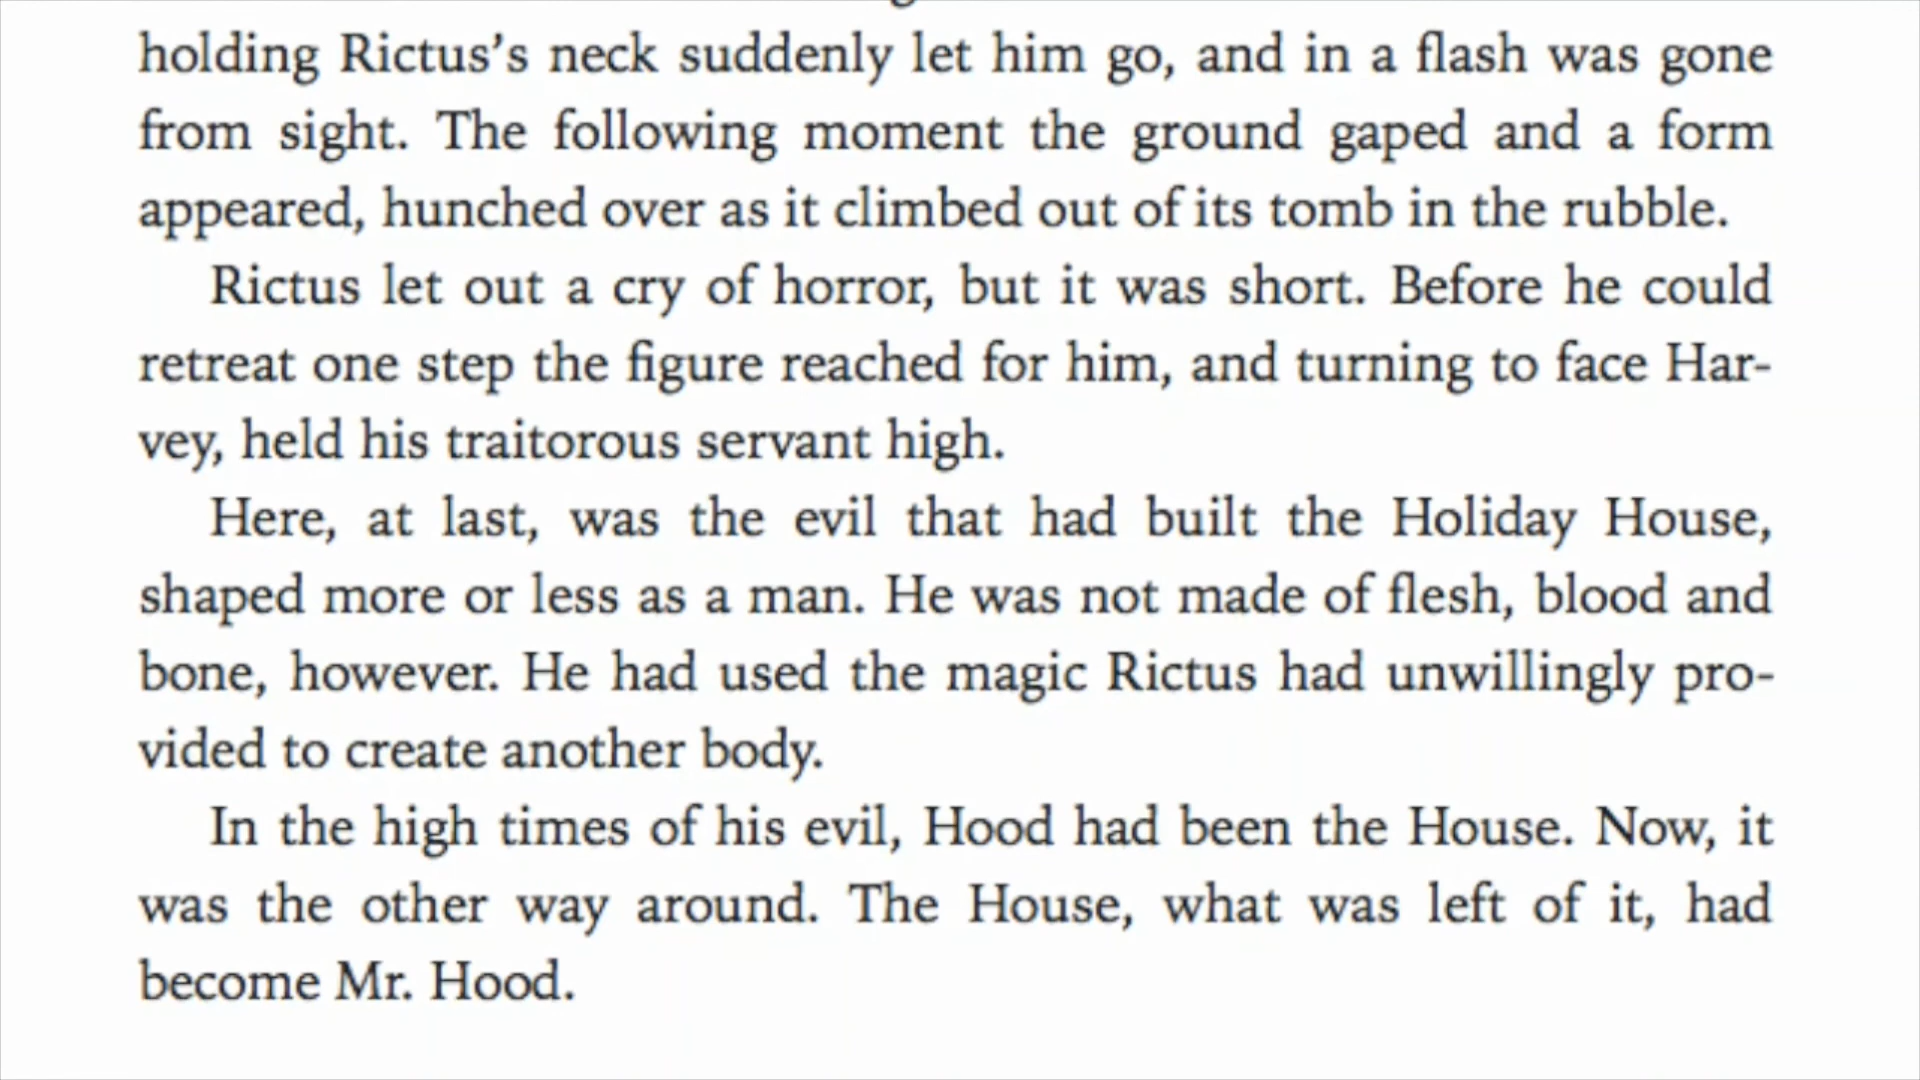 holding Rictus’s neck suddenly let him go, and in a flash was gone
from sight. The following moment the ground gaped and a form
appeared, hunched over as it climbed out of its tomb in the rubble.
Rictus let out a cry of horror, but it was short. Before he could
retreat one step the figure reached for him, and turning to face Har-
vey, held his traitorous servant high.
Here, at last, was the evil that had built the Holiday House,
shaped more or less as a man. He was not made of flesh, blood and
bone, however. He had used the magic Rictus had unwillingly pro-
vided to create another body.
In the high times of his evil, Hood had been the House. Now, it
was the other way around. The House, what was left of it, had
become Mr. Hood.